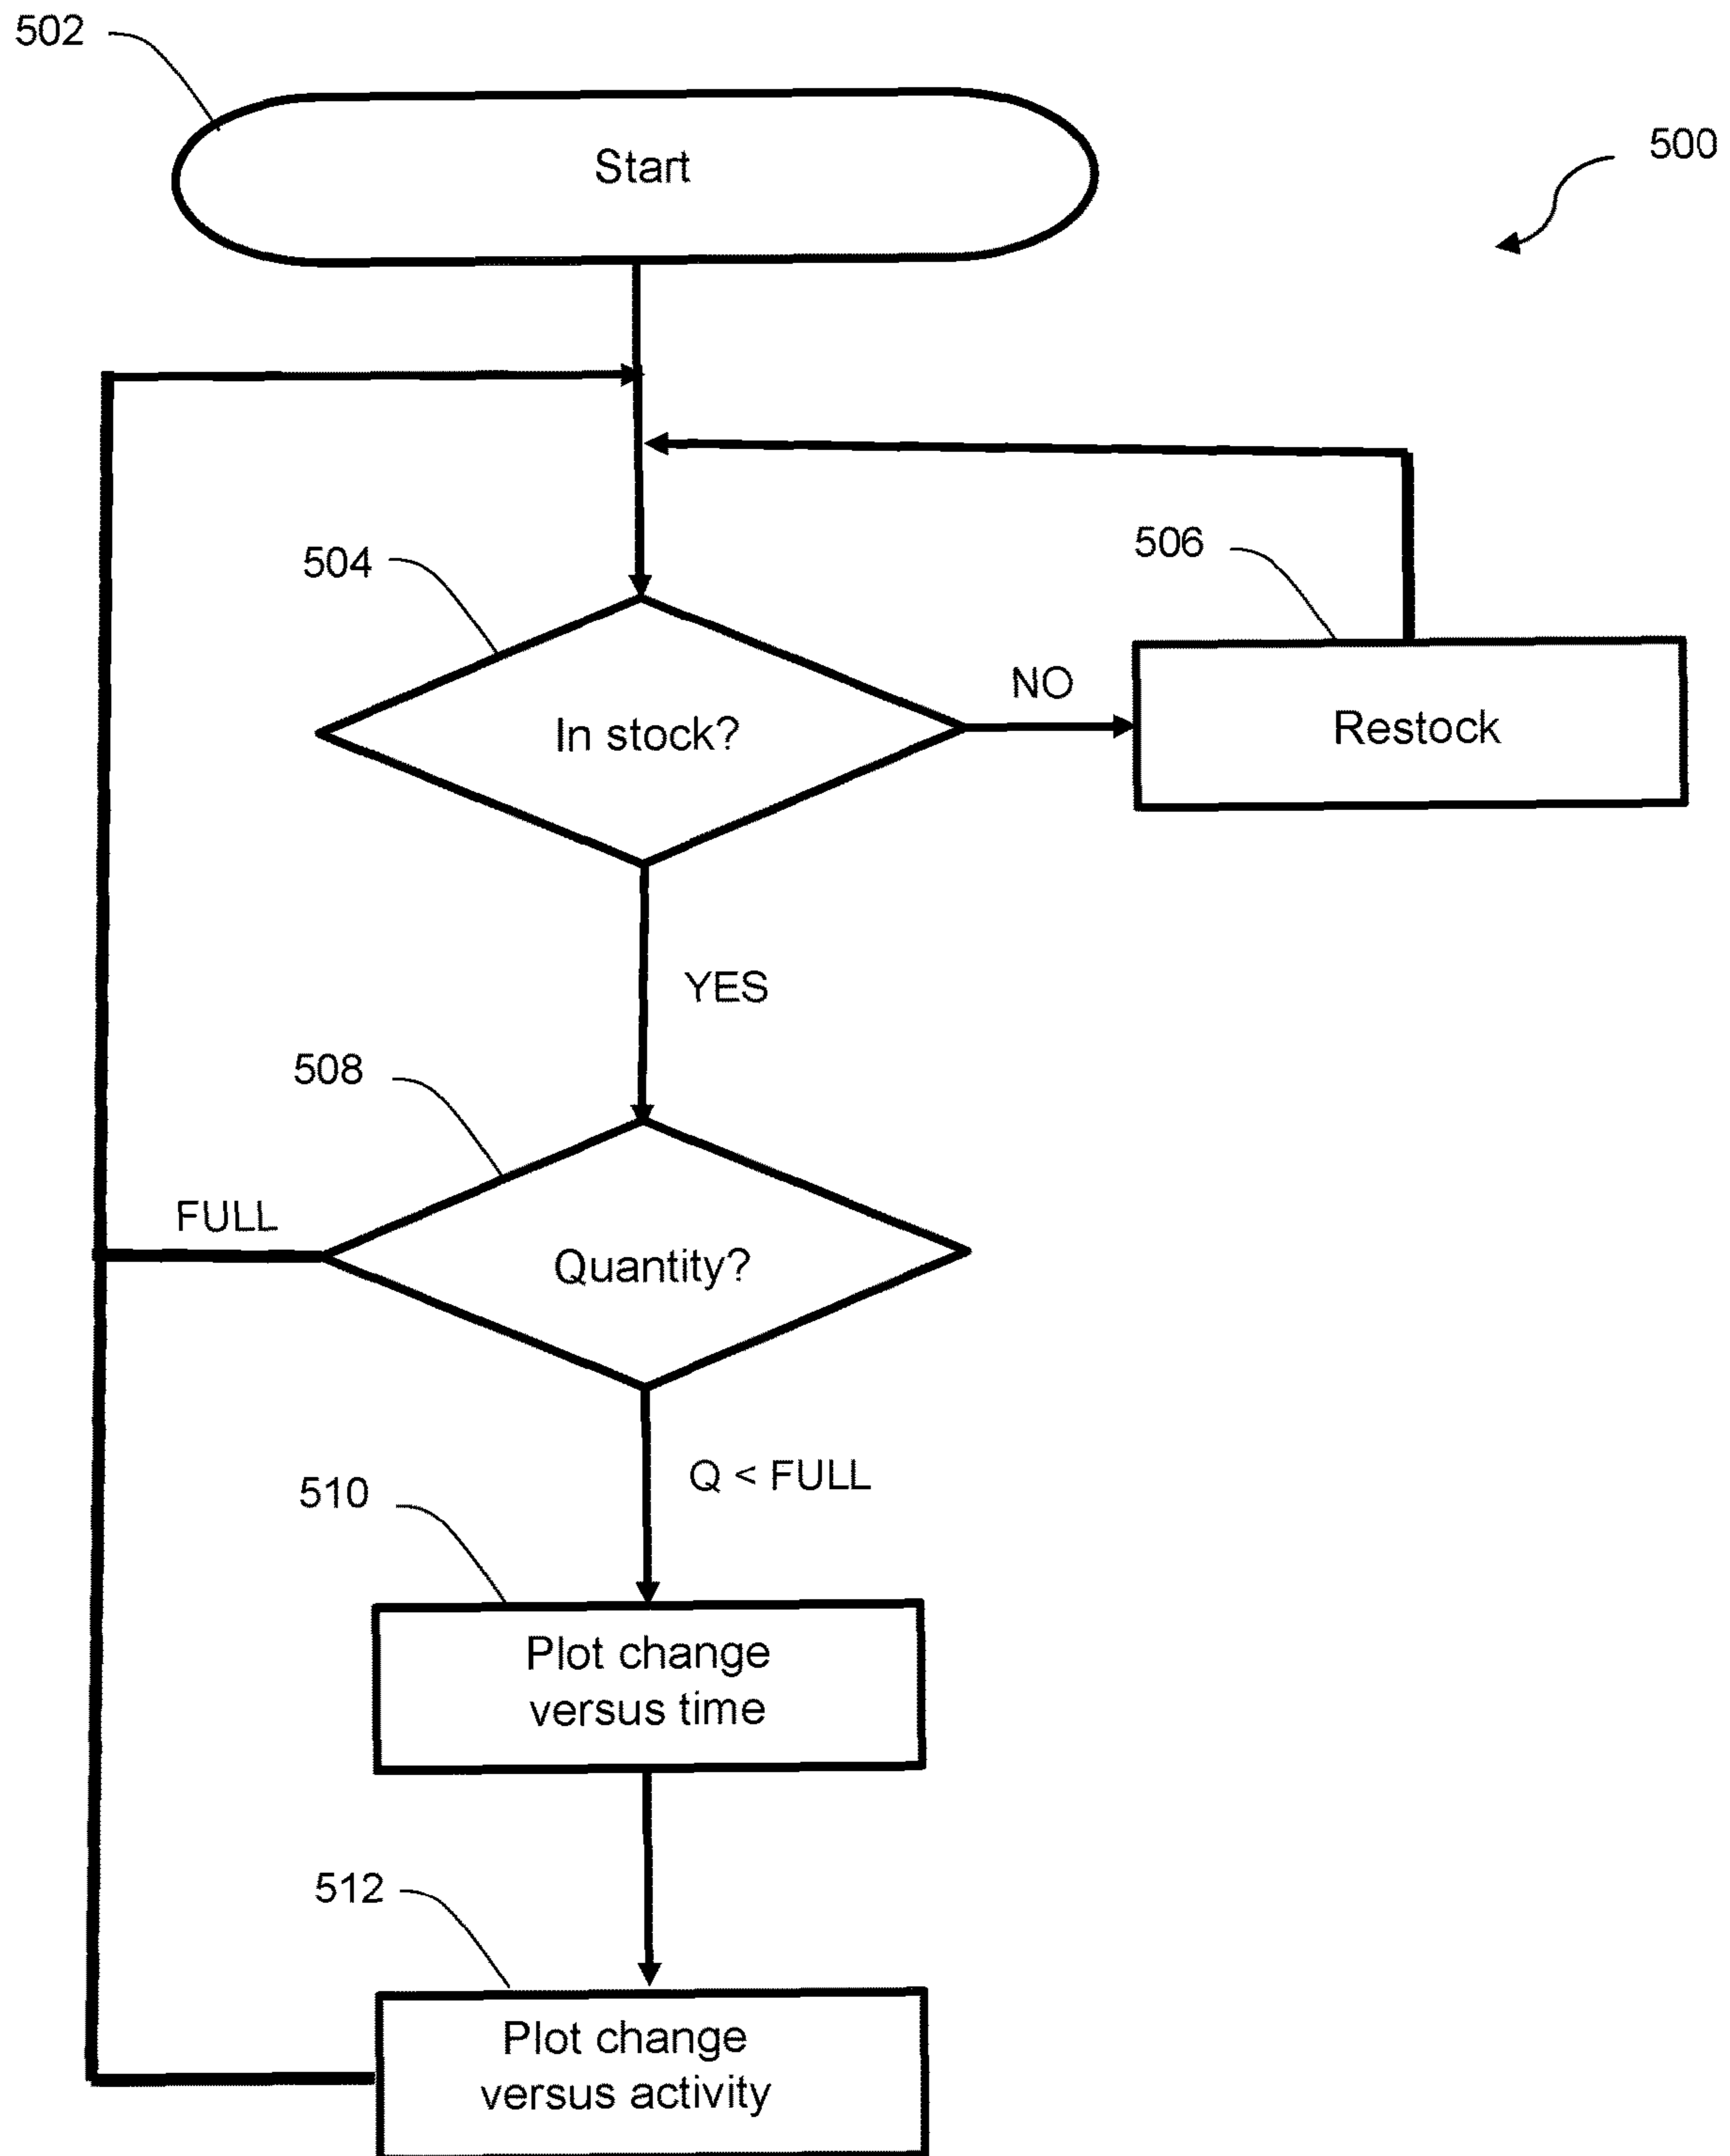 502
Start
500
504
506
In stock?
NO
Restock
YES
508
FULL
Quantity?
Q < FULL
510
Plot change
versus time
512
Plot change
versus activity